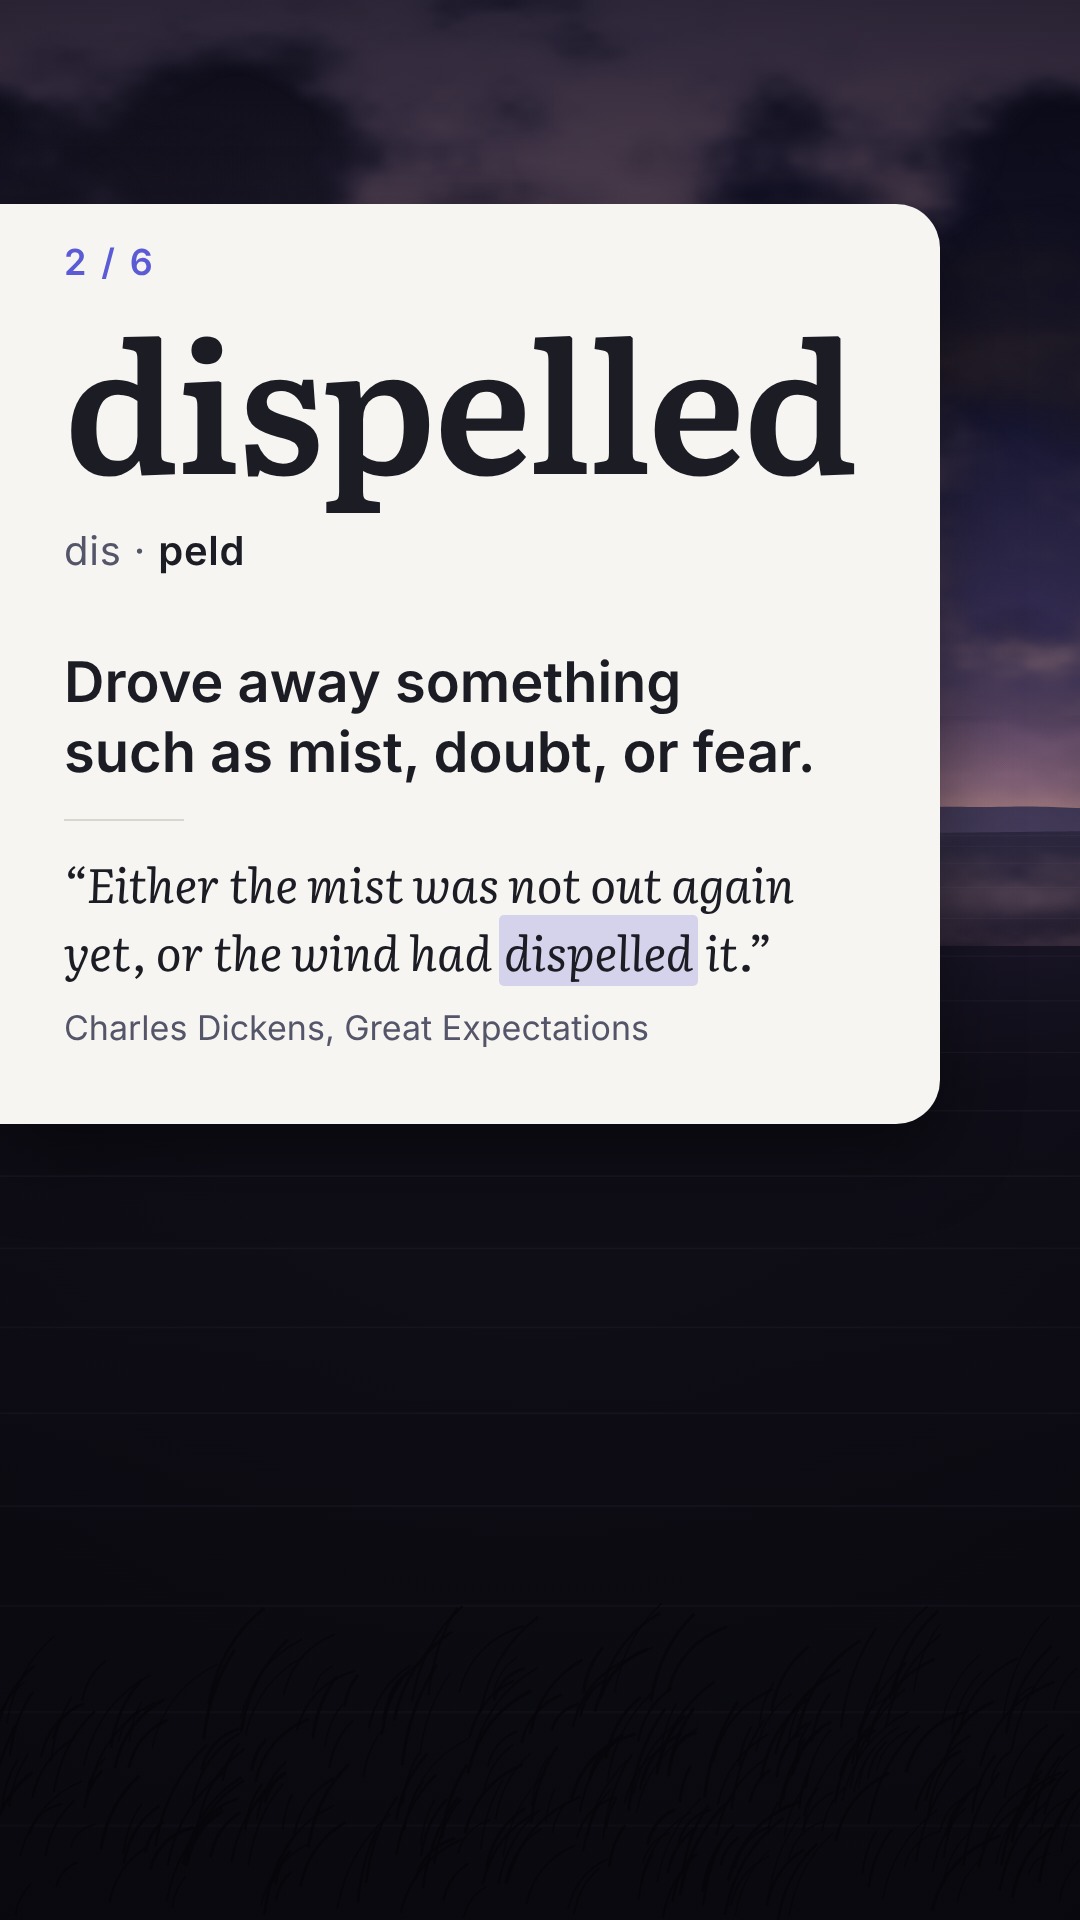 2 / 6
dispelled
dis · peld
Drove away something
such as mist, doubt, or fear.
“Either the mist was not out again
yet, or the wind had dispelled it.”
Charles Dickens, Great Expectations